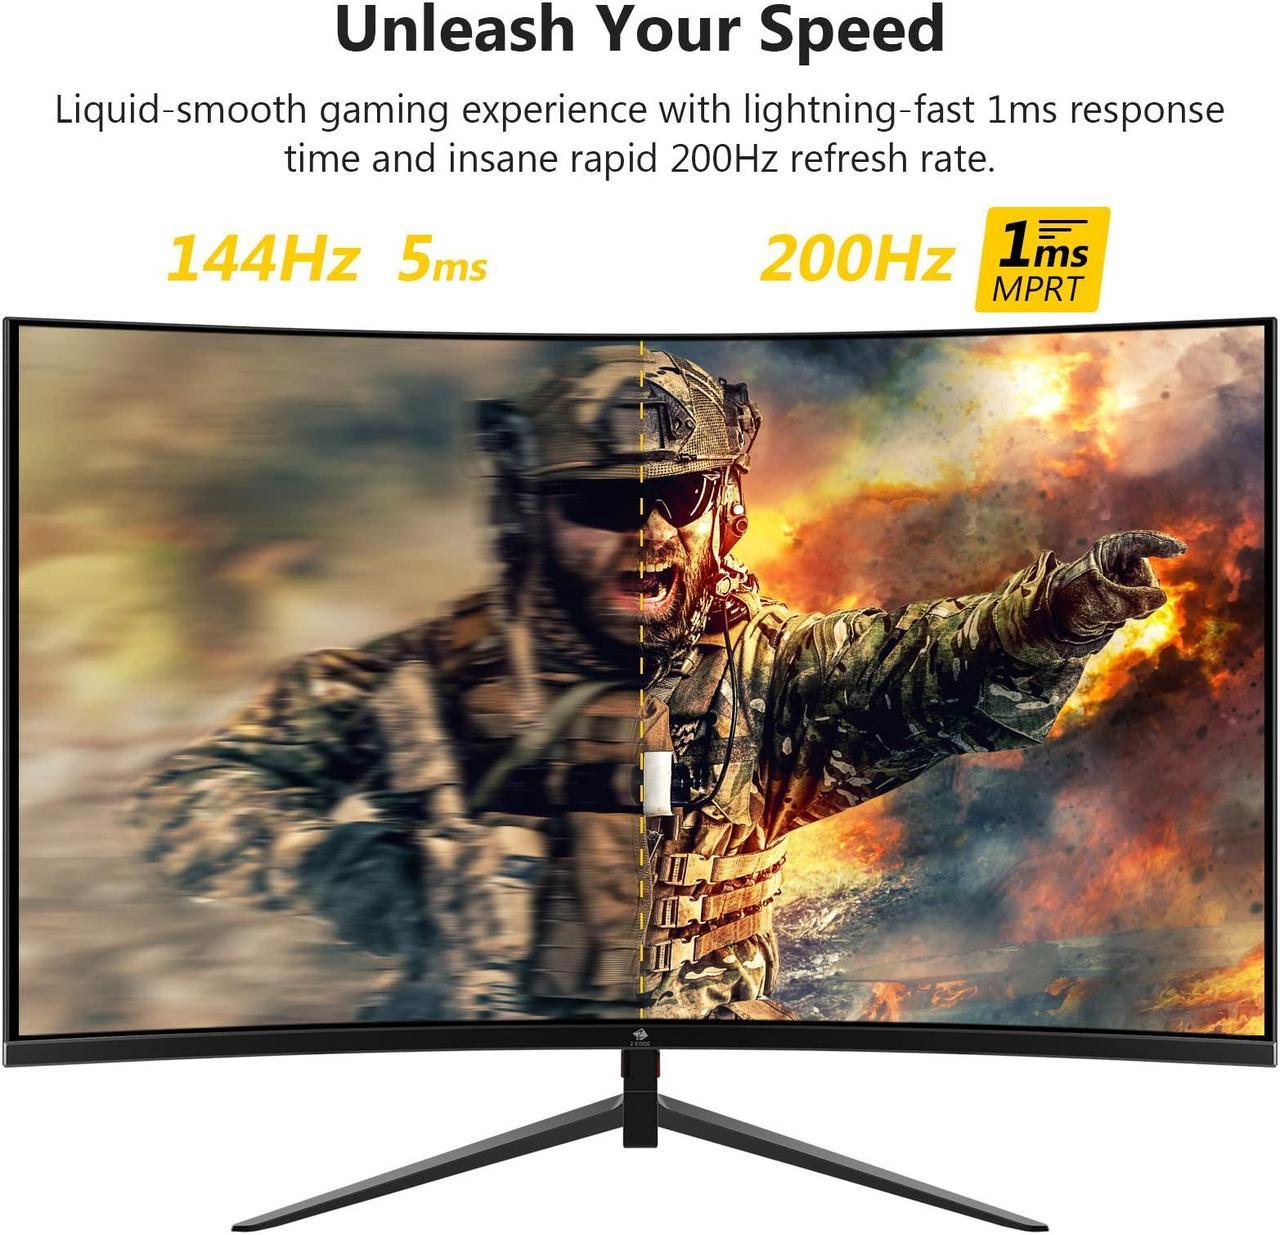 Unleash Your Speed
Liquid-smooth gaming experience with lightning-fast 1ms response
time and insane rapid 200Hz refresh rate.
144Hz 5ms
200Hz 1ms
MPRT
Z-EDGE